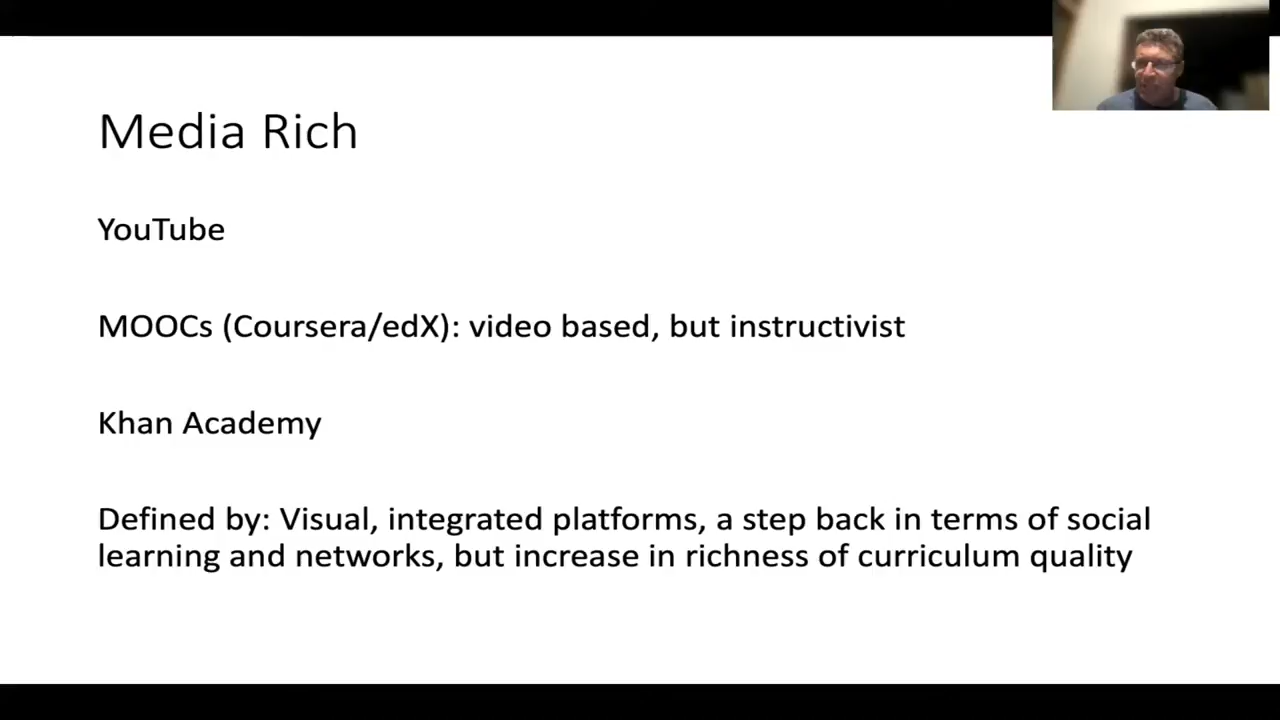 Media Rich
YouTube
MOOCs (Coursera/edX): video based, but instructivist
Khan Academy
Defined by: Visual, integrated platforms, a step back in terms of social
learning and networks, but increase in richness of curriculum quality